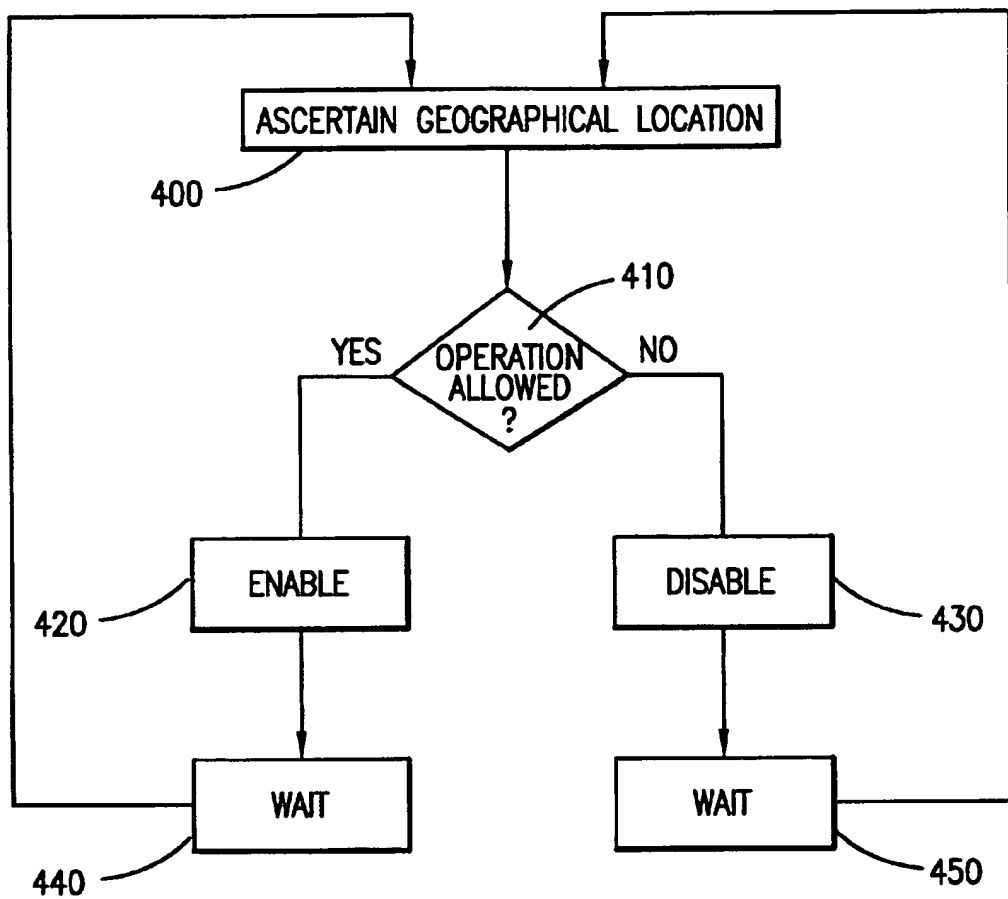 ASCERTAIN GEOGRAPHICAL LOCATION
400
410
YES
OPERATION
ALLOWED
?
NO
ENABLE
DISABLE
420
430
WAIT
WAIT
440
450